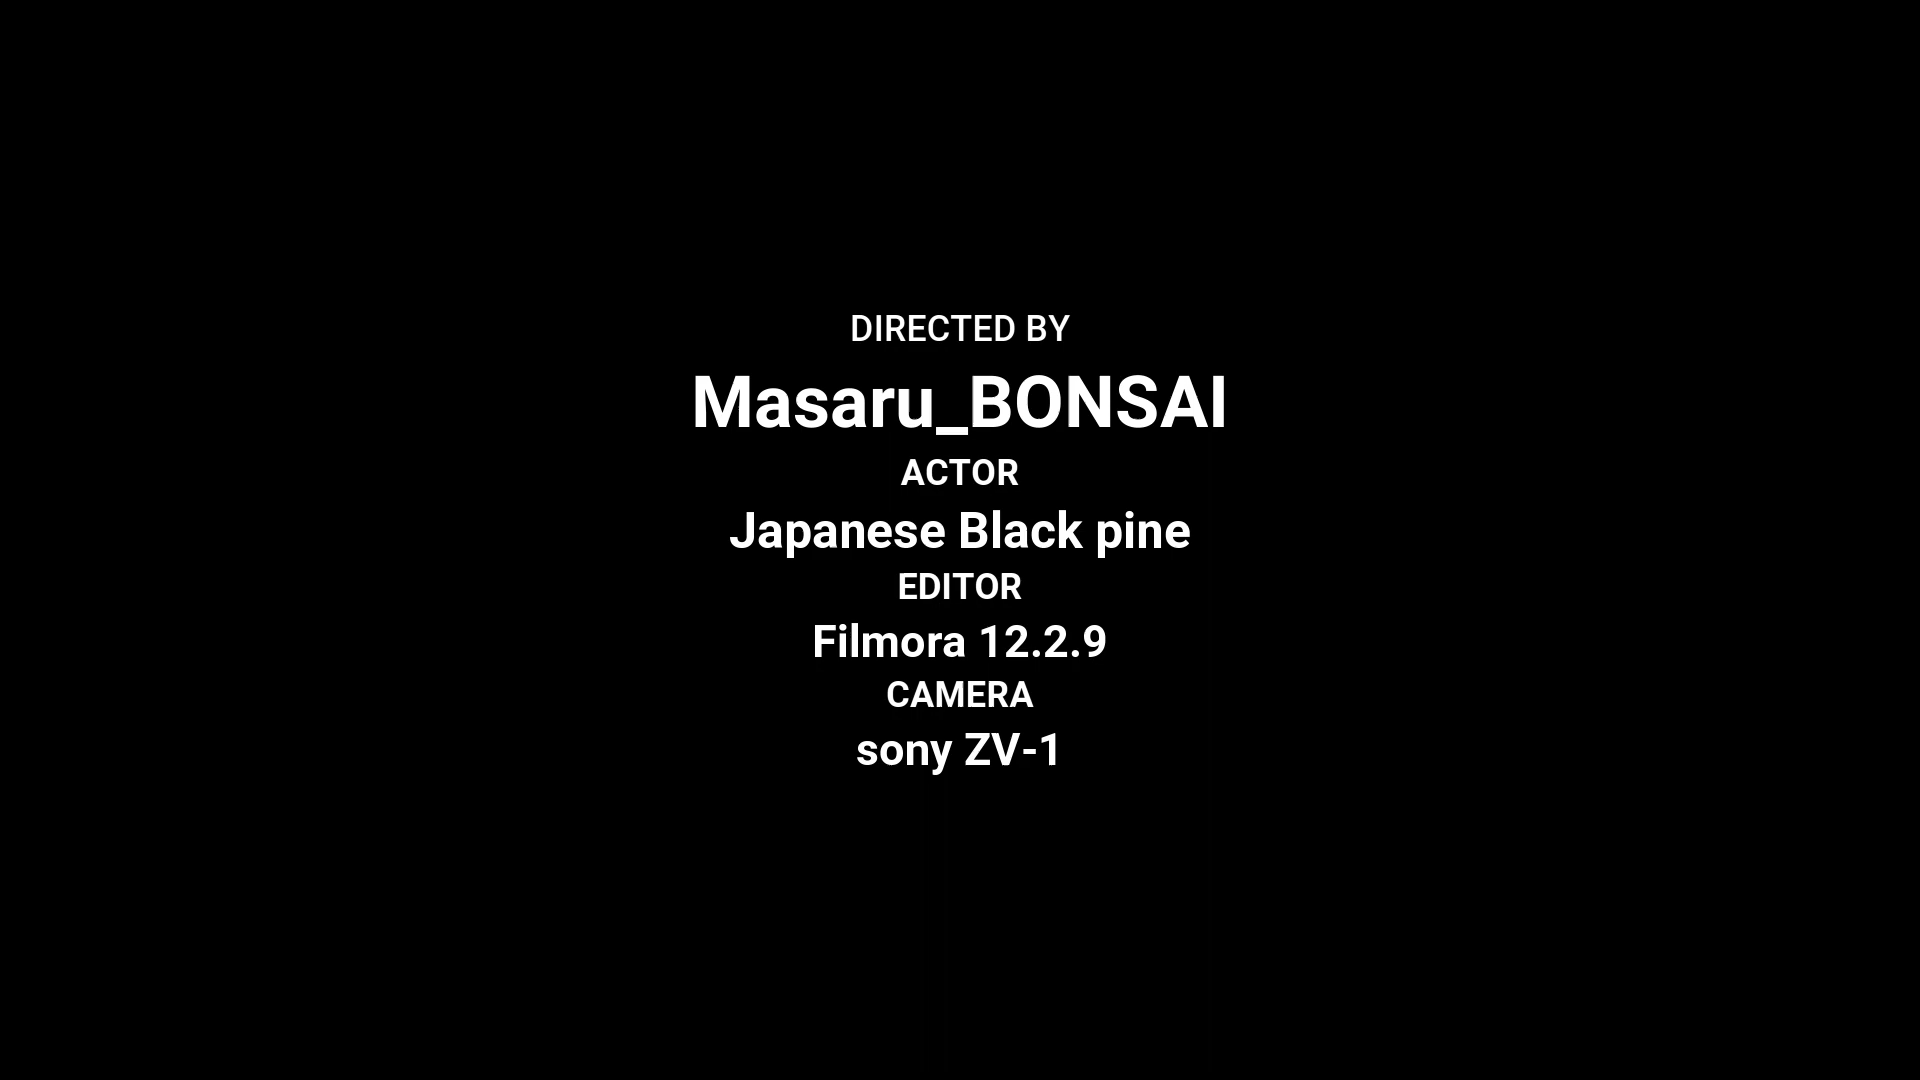 DIRECTED BY
Masaru_BONSAI
ACTOR
Japanese Black pine
EDITOR
Filmora 12.2.9
CAMERA
sony ZV-1